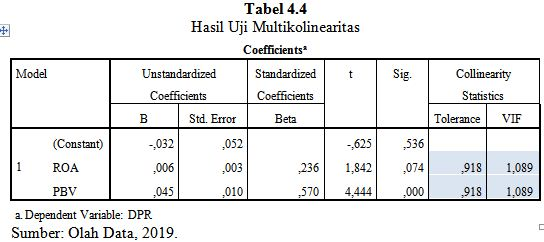 Tabel 4.4
Hasil Uji Multikolinearitas
Coefficientsª
Model Unstandardized Coefficients Standardized Coefficients t Sig. Collinearity Statistics
B Std. Error Beta Tolerance VIF
1 (Constant) -,032 ,052 -,625 ,536
ROA ,006 ,003 ,236 1,842 ,074 ,918 1,089
PBV ,045 ,010 ,570 4,444 ,000 ,918 1,089
a. Dependent Variable: DPR
Sumber: Olah Data, 2019.